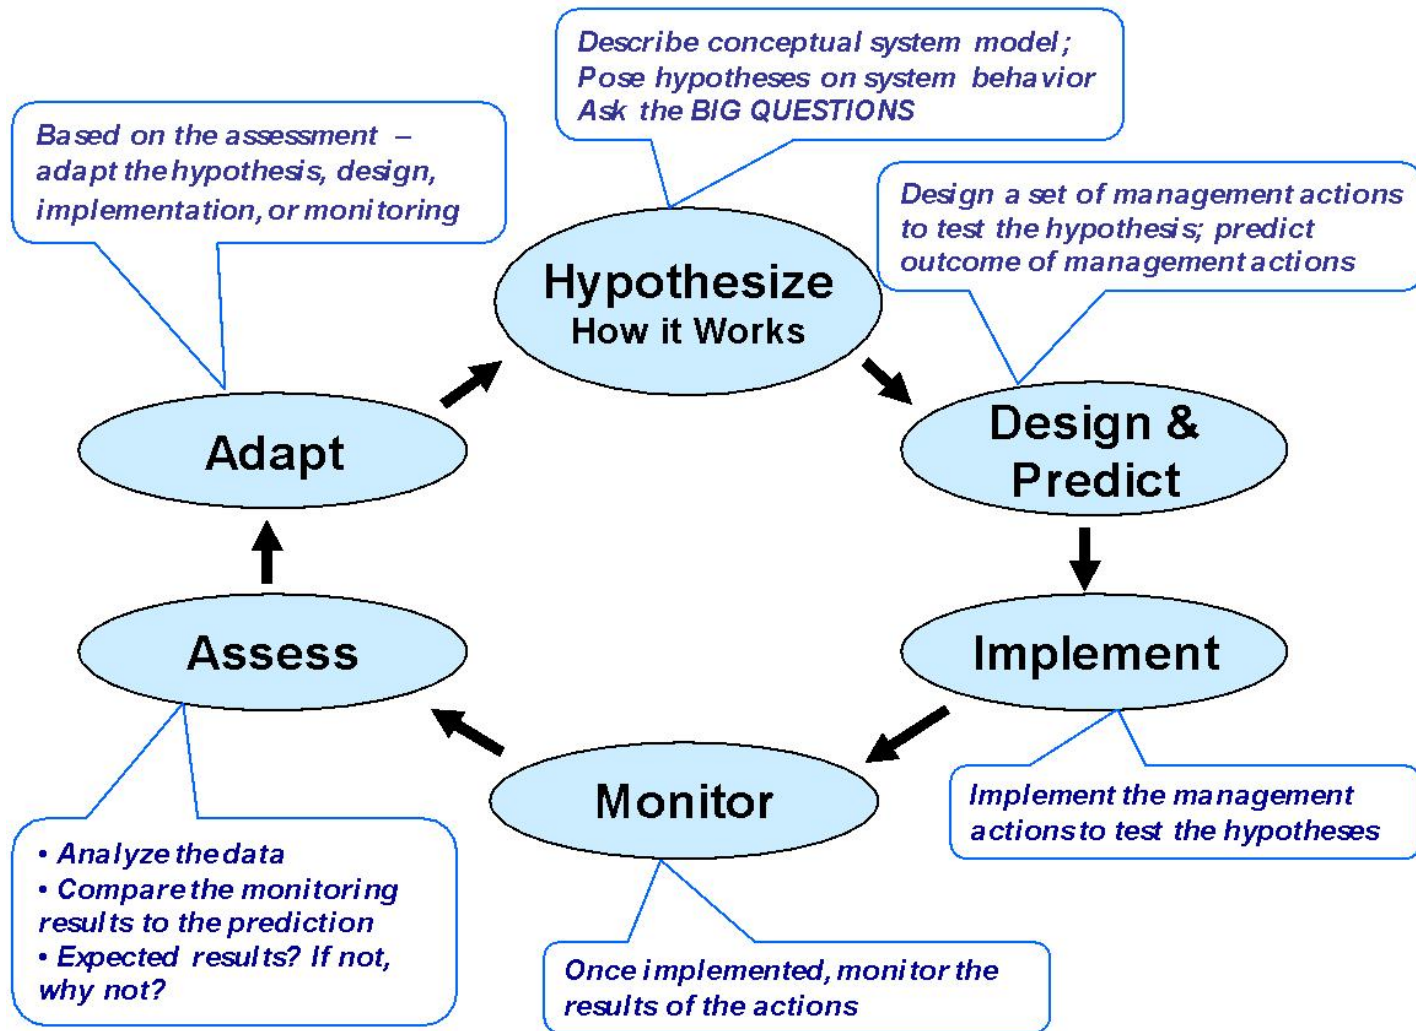 Describe conceptual system model;
Pose hypotheses on system behavior
Ask the BIG QUESTIONS
Based on the assessment –
adapt the hypothesis, design,
implementation, or monitoring
Design a set of management actions
to test the hypothesis; predict
outcome of management actions
Hypothesize
How it Works
Adapt
Design &
Predict
Assess
Implement
Monitor
Implement the management
actions to test the hypotheses
• Analyze the data
• Compare the monitoring
results to the prediction
• Expected results? If not,
why not?
Once implemented, monitor the
results of the actions